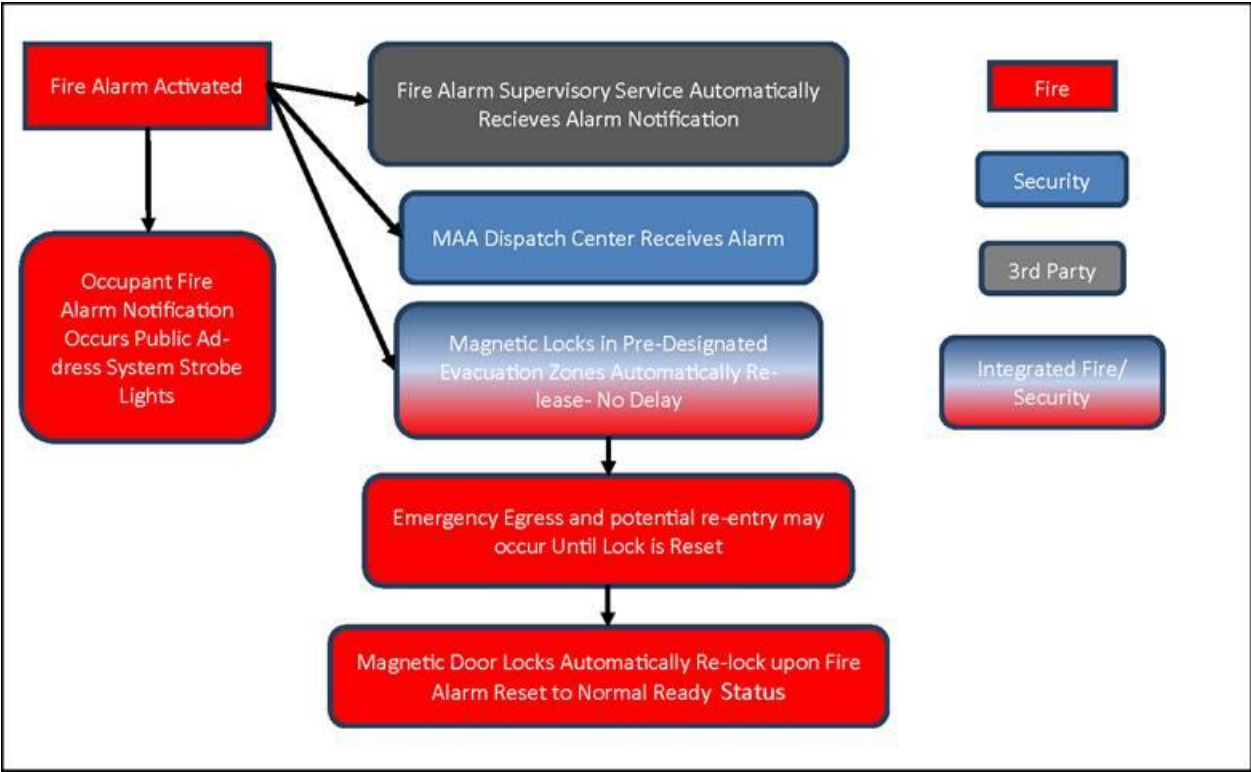 Fire Alarm Activated
Fire Alarm Supervisory Service Automatically
Recieves Alarm Notification
MAA Dispatch Center Receives Alarm
Occupant Fire
Alarm Notification
Occurs Public Ad-
dress System Strobe
Lights
Magnetic Locks in Pre-Designated
Evacuation Zones Automatically Re-
lease- No Delay
Emergency Egress and potential re-entry may
occur Until Lock is Reset
Magnetic Door Locks Automatically Re-lock upon Fire
Alarm Reset to Normal Ready Status
Fire
Security
3rd Party
Integrated Fire/
Security